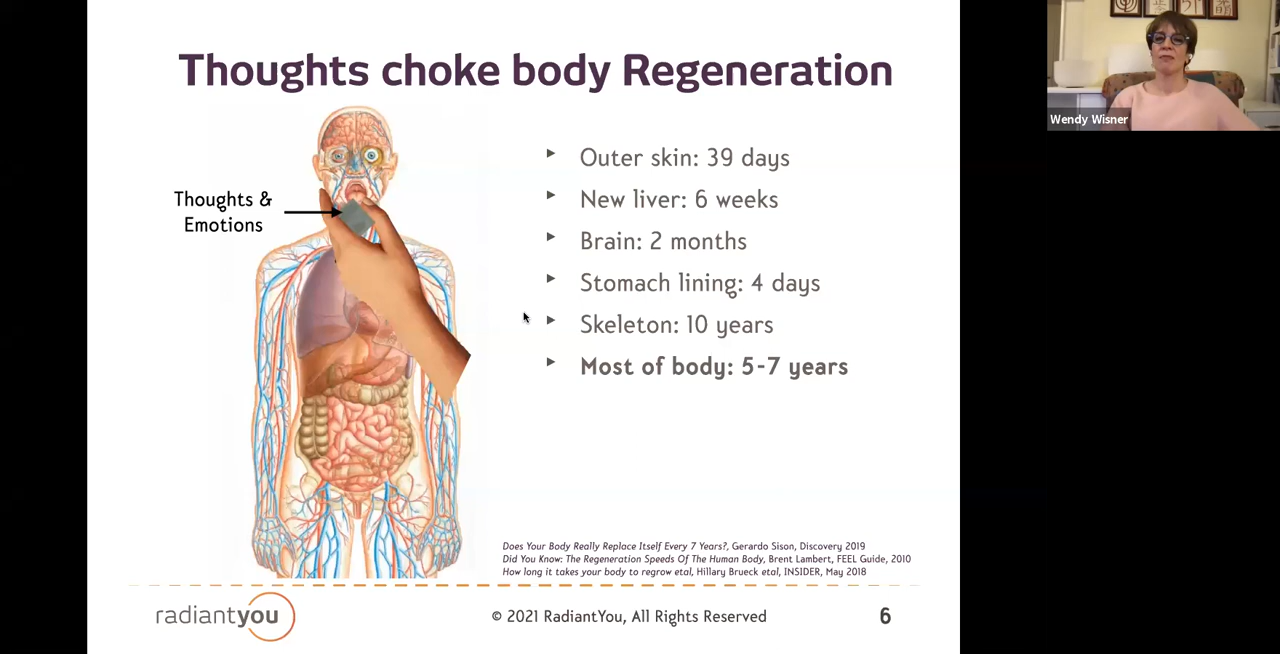 Thoughts choke body Regeneration
Wendy Wisner
Thoughts &
Emotions
Outer skin: 39 days
New liver: 6 weeks
Brain: 2 months
Stomach lining: 4 days
Skeleton: 10 years
Most of body: 5-7 years
Does Your Body Really Replace Itself Every 7 Years?, Gerardo Sison, Discovery 2019
Did You Know: The Regeneration Speeds Of The Human Body, Brent Lambert, FEEL Guide, 2010
How long it takes your body to regrow etal, Hillary Brueck etal, INSIDER, May 2018
radiantyou
© 2021 RadiantYou, All Rights Reserved
6